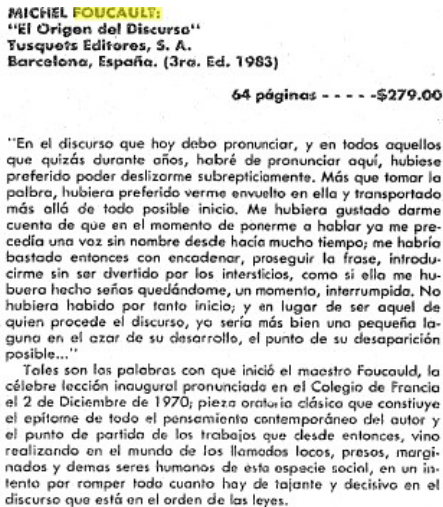 MICHEL FOUCAULT:
"El Origen del Discurso"
Tusquets Editores, S. A.
Barcelona, España. (3ra. Ed. 1983)
64 páginas - - - - -$279.00
"En el discurso que hoy debo pronunciar, y en todos aquellos
que quizás durante años, habré de pronunciar aquí, hubiese
preferido poder deslizarme subrepticiamente. Más que tomar la
palbra, hubiera preferido verme envuelto en ella y transportado
más allá de todo posible inicio. Me hubiera gustado darme
cuenta de que en el momento de ponerme a hablar ya me pre-
cedía una voz sin nombre desde hacía mucho tiempo; me habría
bastado entonces con encadenar, proseguir la frase, introdu-
cirme sin ser dvertido por los intersticios, como si ella me hu-
buera hecho señas quedándome, un momento, interrumpida. No
hubiera habido por tanto inicio; y en lugar de ser aquel de
quien procede el discurso, yo sería más bien una pequeña la-
guna en el azar de su desarrollo, el punto de su desaparición
posible..."
Tales son las palabras con que inició el maestro Foucauld, la
célebre lección inaugural pronunciada en el Colegio de Francia
el 2 de Diciembre de 1970; pieza oratoria clásica que constiuye
el epítome de todo el pensamiento contemporáneo del autor y
el punto de partida de los trabajos que desde entonces, vino
realizando en el mundo de los llamados locos, presos, margi-
nados y demas seres humanos de esta especie social, en un in-
tento por romper todo cuanto hay de tajante y decisivo en el
discurso que está en el orden de las leyes.